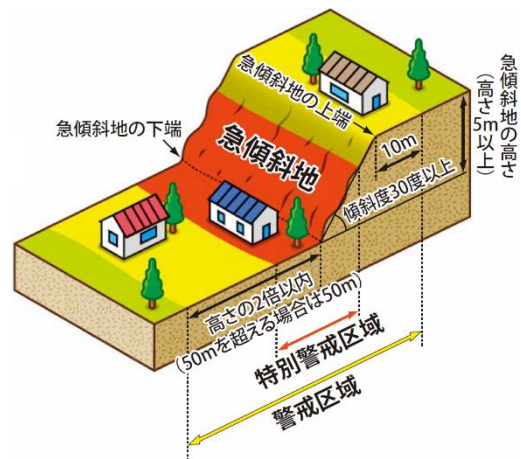 急傾斜地の高さ
(高さ5m以上)
急傾斜地の上端
急傾斜地の下端
急傾斜地
10m
傾斜度30度以上
高さの2倍以内
(50mを超える場合は50m)
特別警戒区域
警戒区域